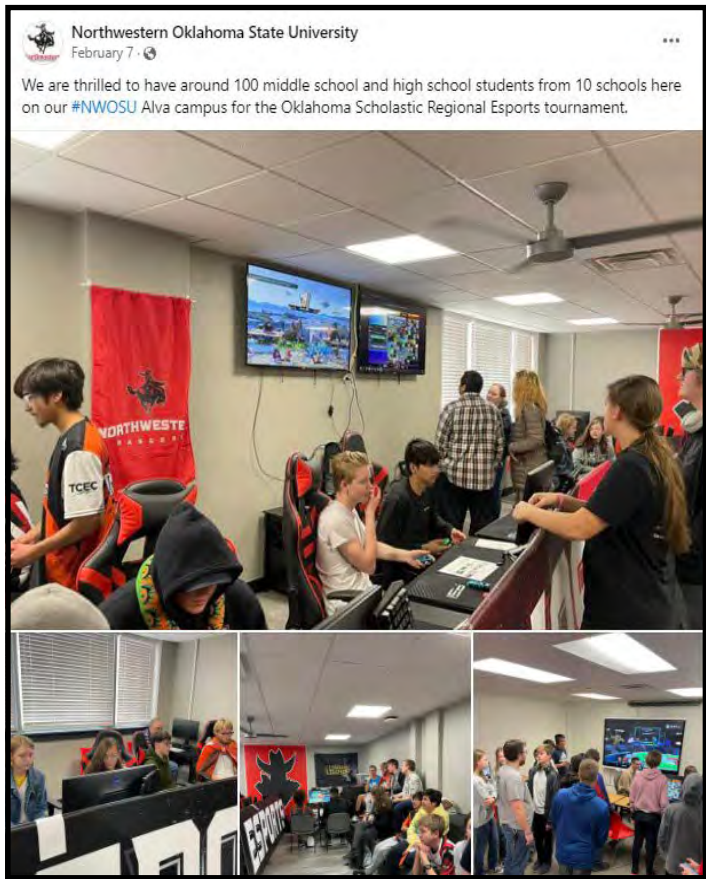 Northwestern Oklahoma State University
February 7
We are thrilled to have around 100 middle school and high school students from 10 schools here
on our #NWOSU Alva campus for the Oklahoma Scholastic Regional Esports tournament.
NORTHWESTE
TCEC
ESPORTS